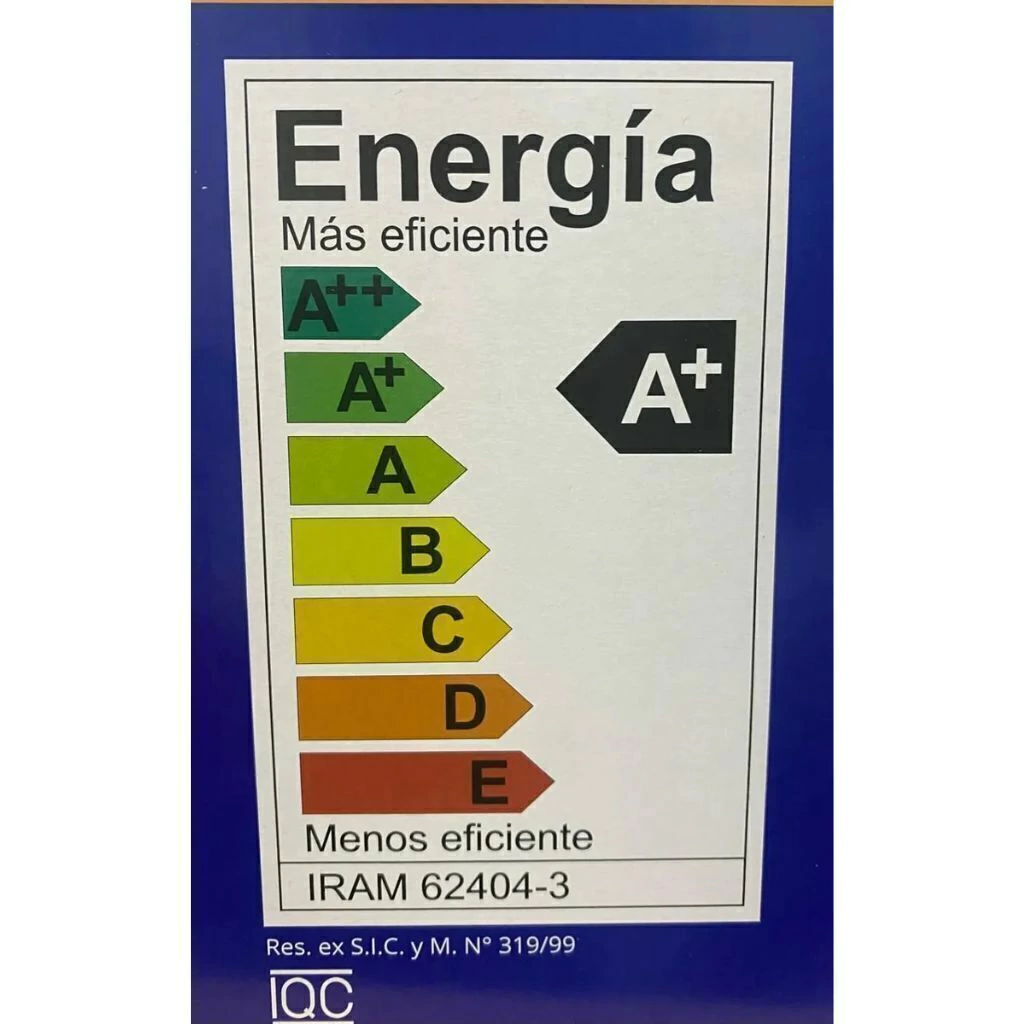 Energía
Más eficiente
A++
A+
A+
A
B
C
D
E
Menos eficiente
IRAM 62404-3
Res. ex S.I.C. y M. N° 319/99
IQC